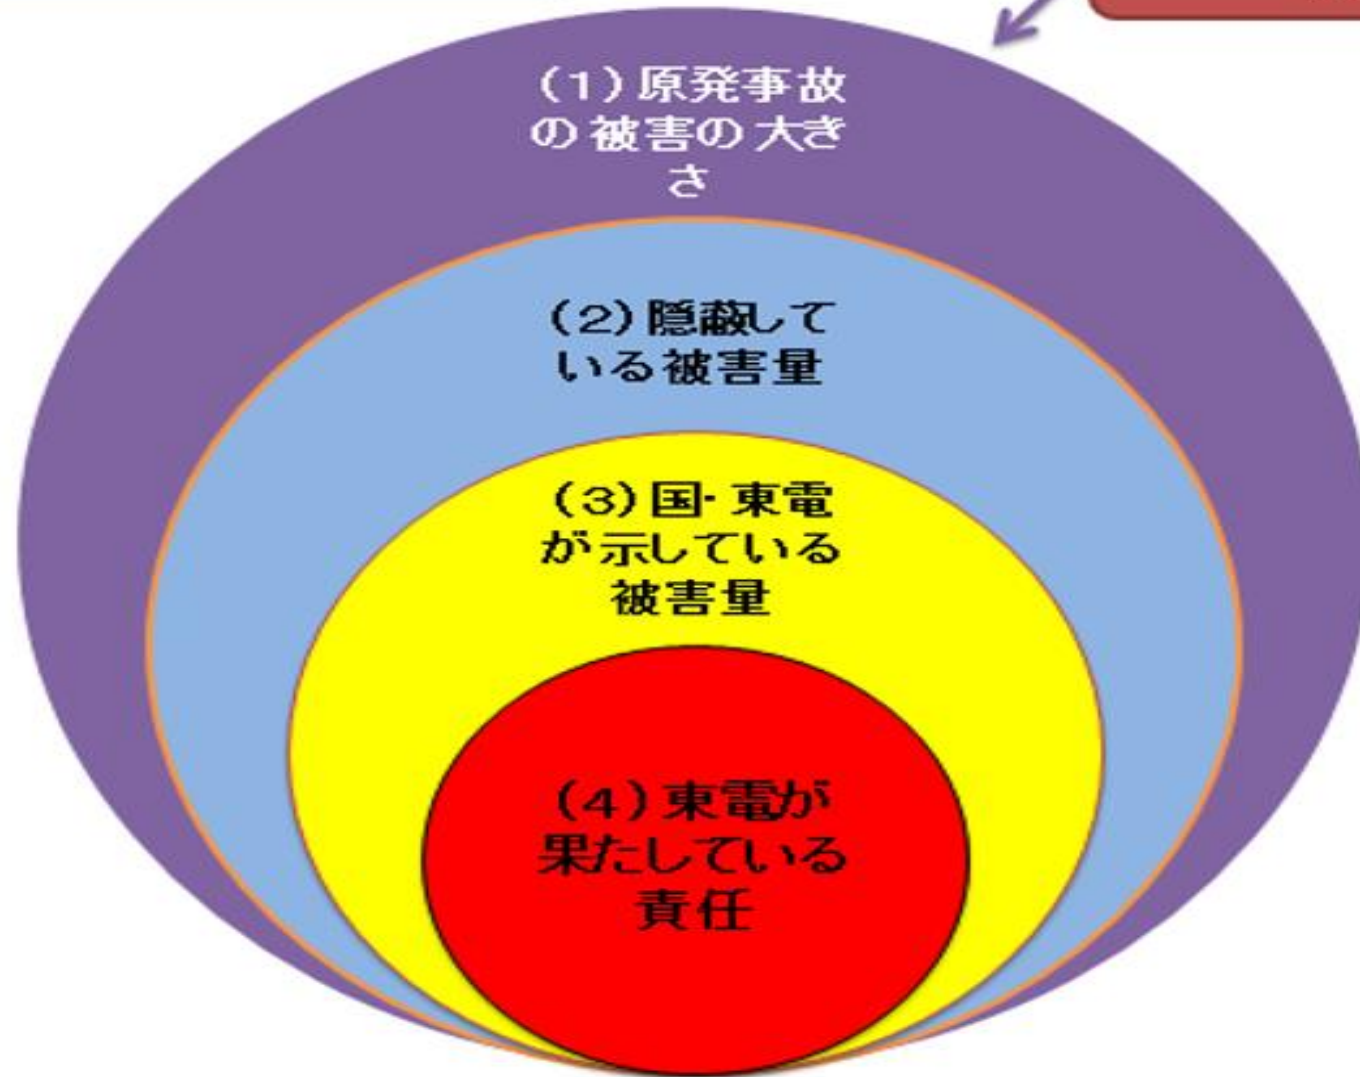 (1)原発事故
の被害の大き
さ
(2)隠蔽して
いる被害量
(3)国・東電
が示している
被害量
(4)東電が
果たしている
責任